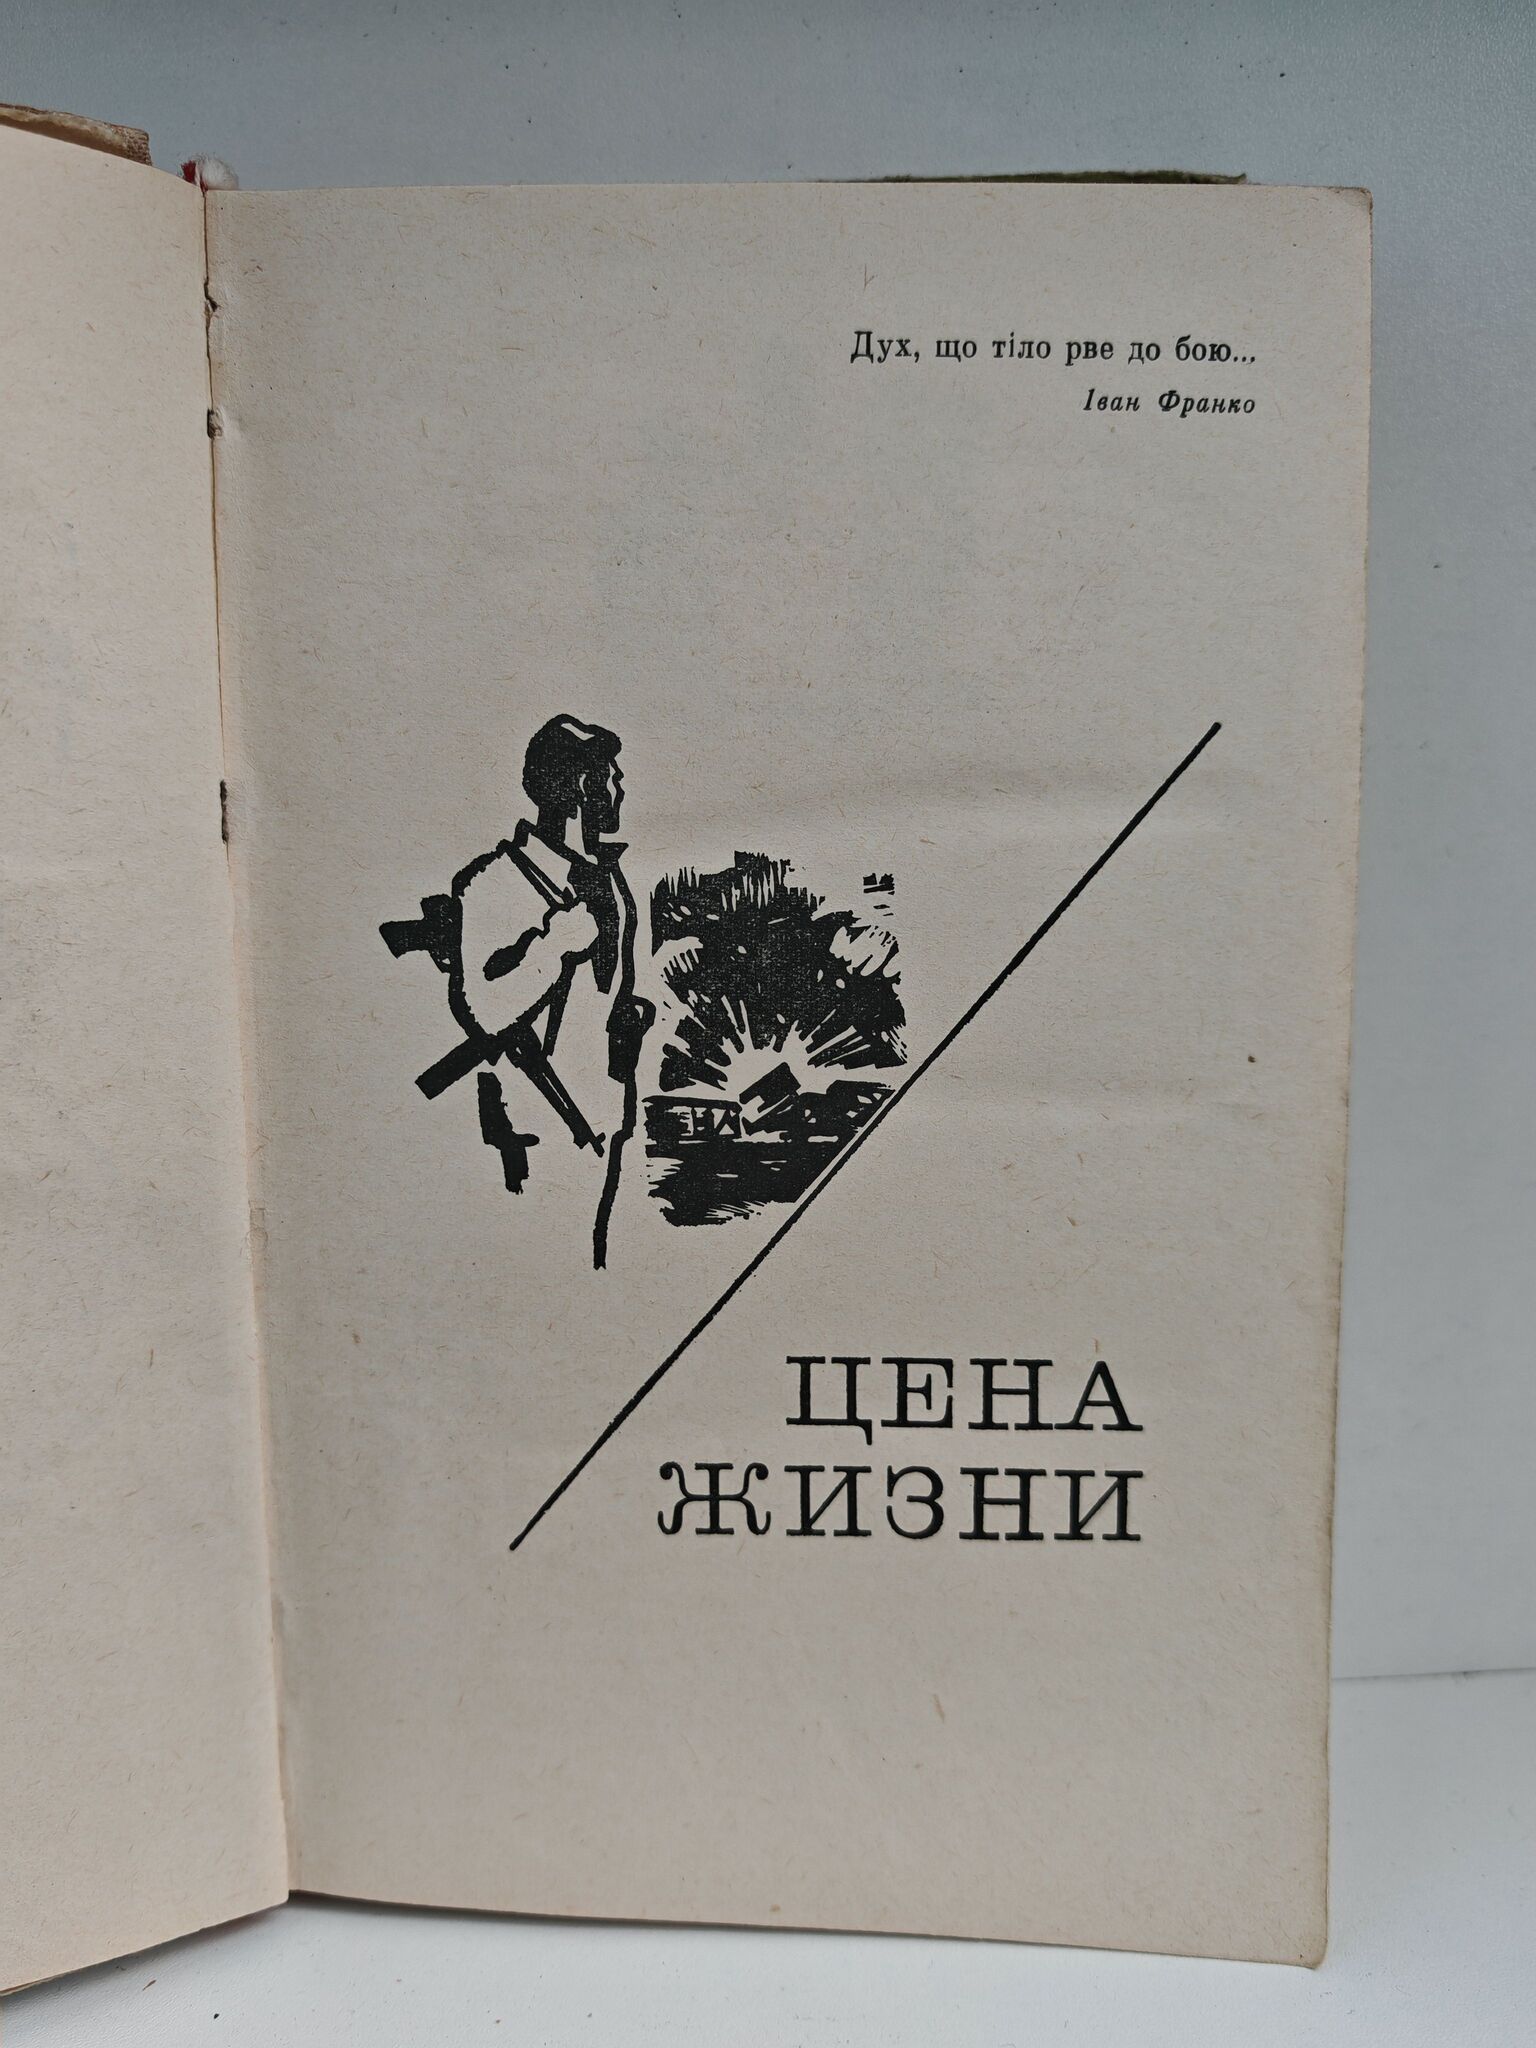 Дух, що тіло рве до бою...
Іван Франко
ЦЕНА
ЖИЗНИ